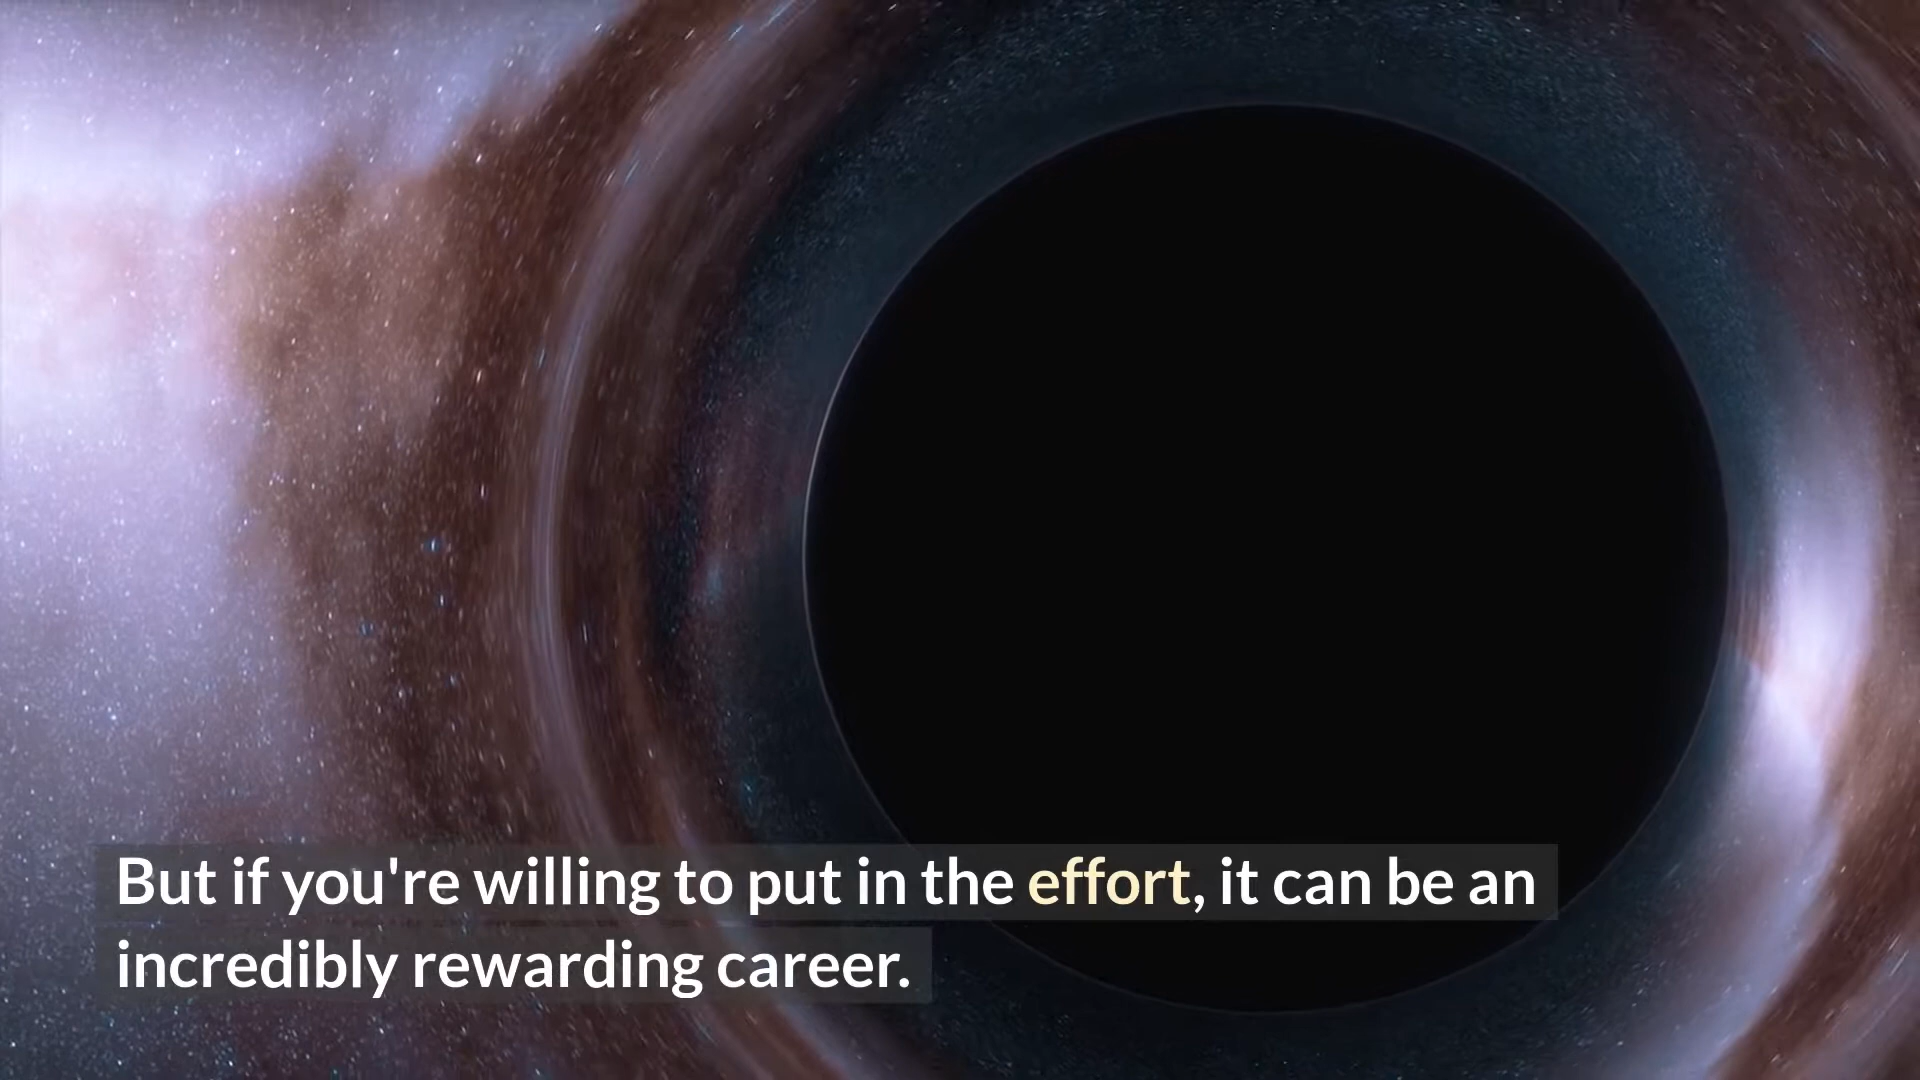 But if you're willing to put in the effort, it can be an
incredibly rewarding career.